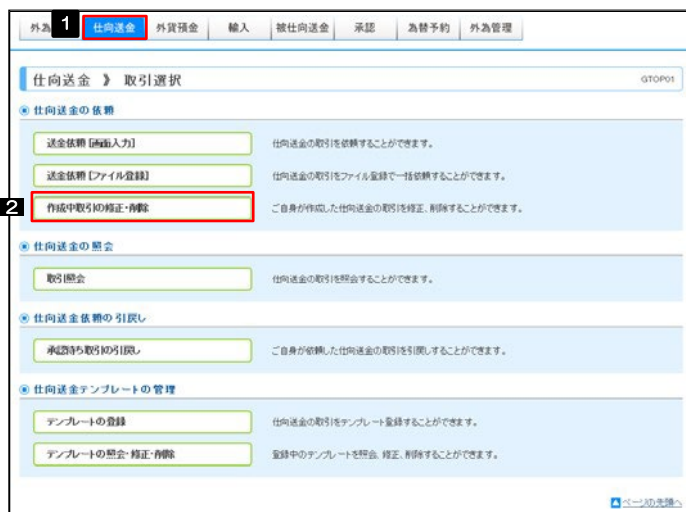 外為
1
仕向送金
外貨預金
輸入
被仕向送金
承認
為替予約
外為管理
仕向送金 》 取引選択
GTOP01
仕向送金の依頼
送金依頼[画面入力]
仕向送金の取引を依頼することができます。
送金依頼[ファイル登録]
仕向送金の取引をファイル登録で一括依頼することができます。
2
作成中取引の修正・削除
ご自身が作成した仕向送金の取引を修正、削除することができます。
仕向送金の照会
取引照会
仕向送金の取引を照会することができます。
仕向送金依頼の引戻し
承認待ち取引の引戻し
ご自身が依頼した仕向送金の取引を引戻しすることができます。
仕向送金テンプレートの管理
テンプレートの登録
仕向送金の取引をテンプレート登録することができます。
テンプレートの照会・修正・削除
登録中のテンプレートを照会、修正、削除することができます。
ページの先頭へ